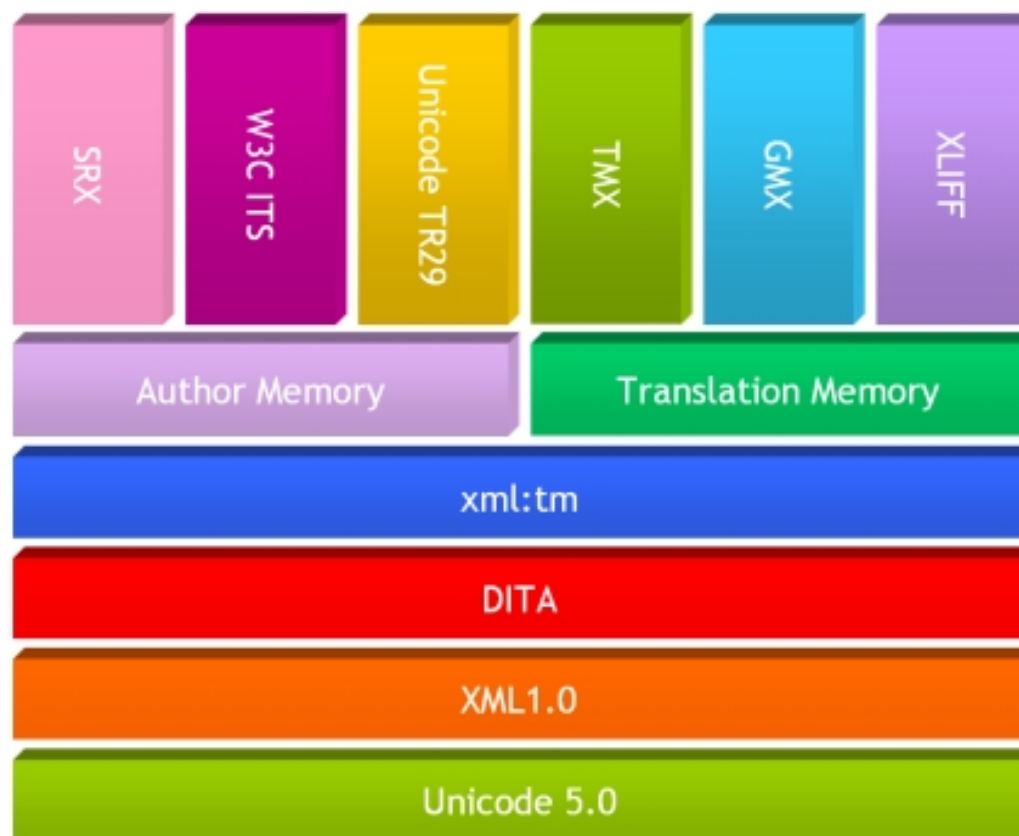 SRX
W3C ITS
Unicode TR29
TMX
GMX
XLIFF
Author Memory
Translation Memory
xml:tm
DITA
XML1.0
Unicode 5.0